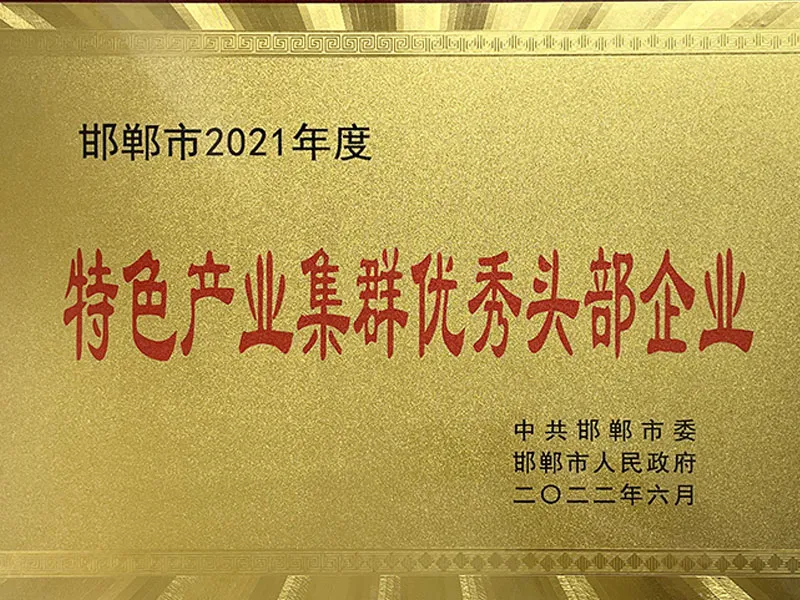 邯郸市2021年度
特色产业集群优秀头部企业
中共邯郸市委
邯郸市人民政府
二〇二二年六月